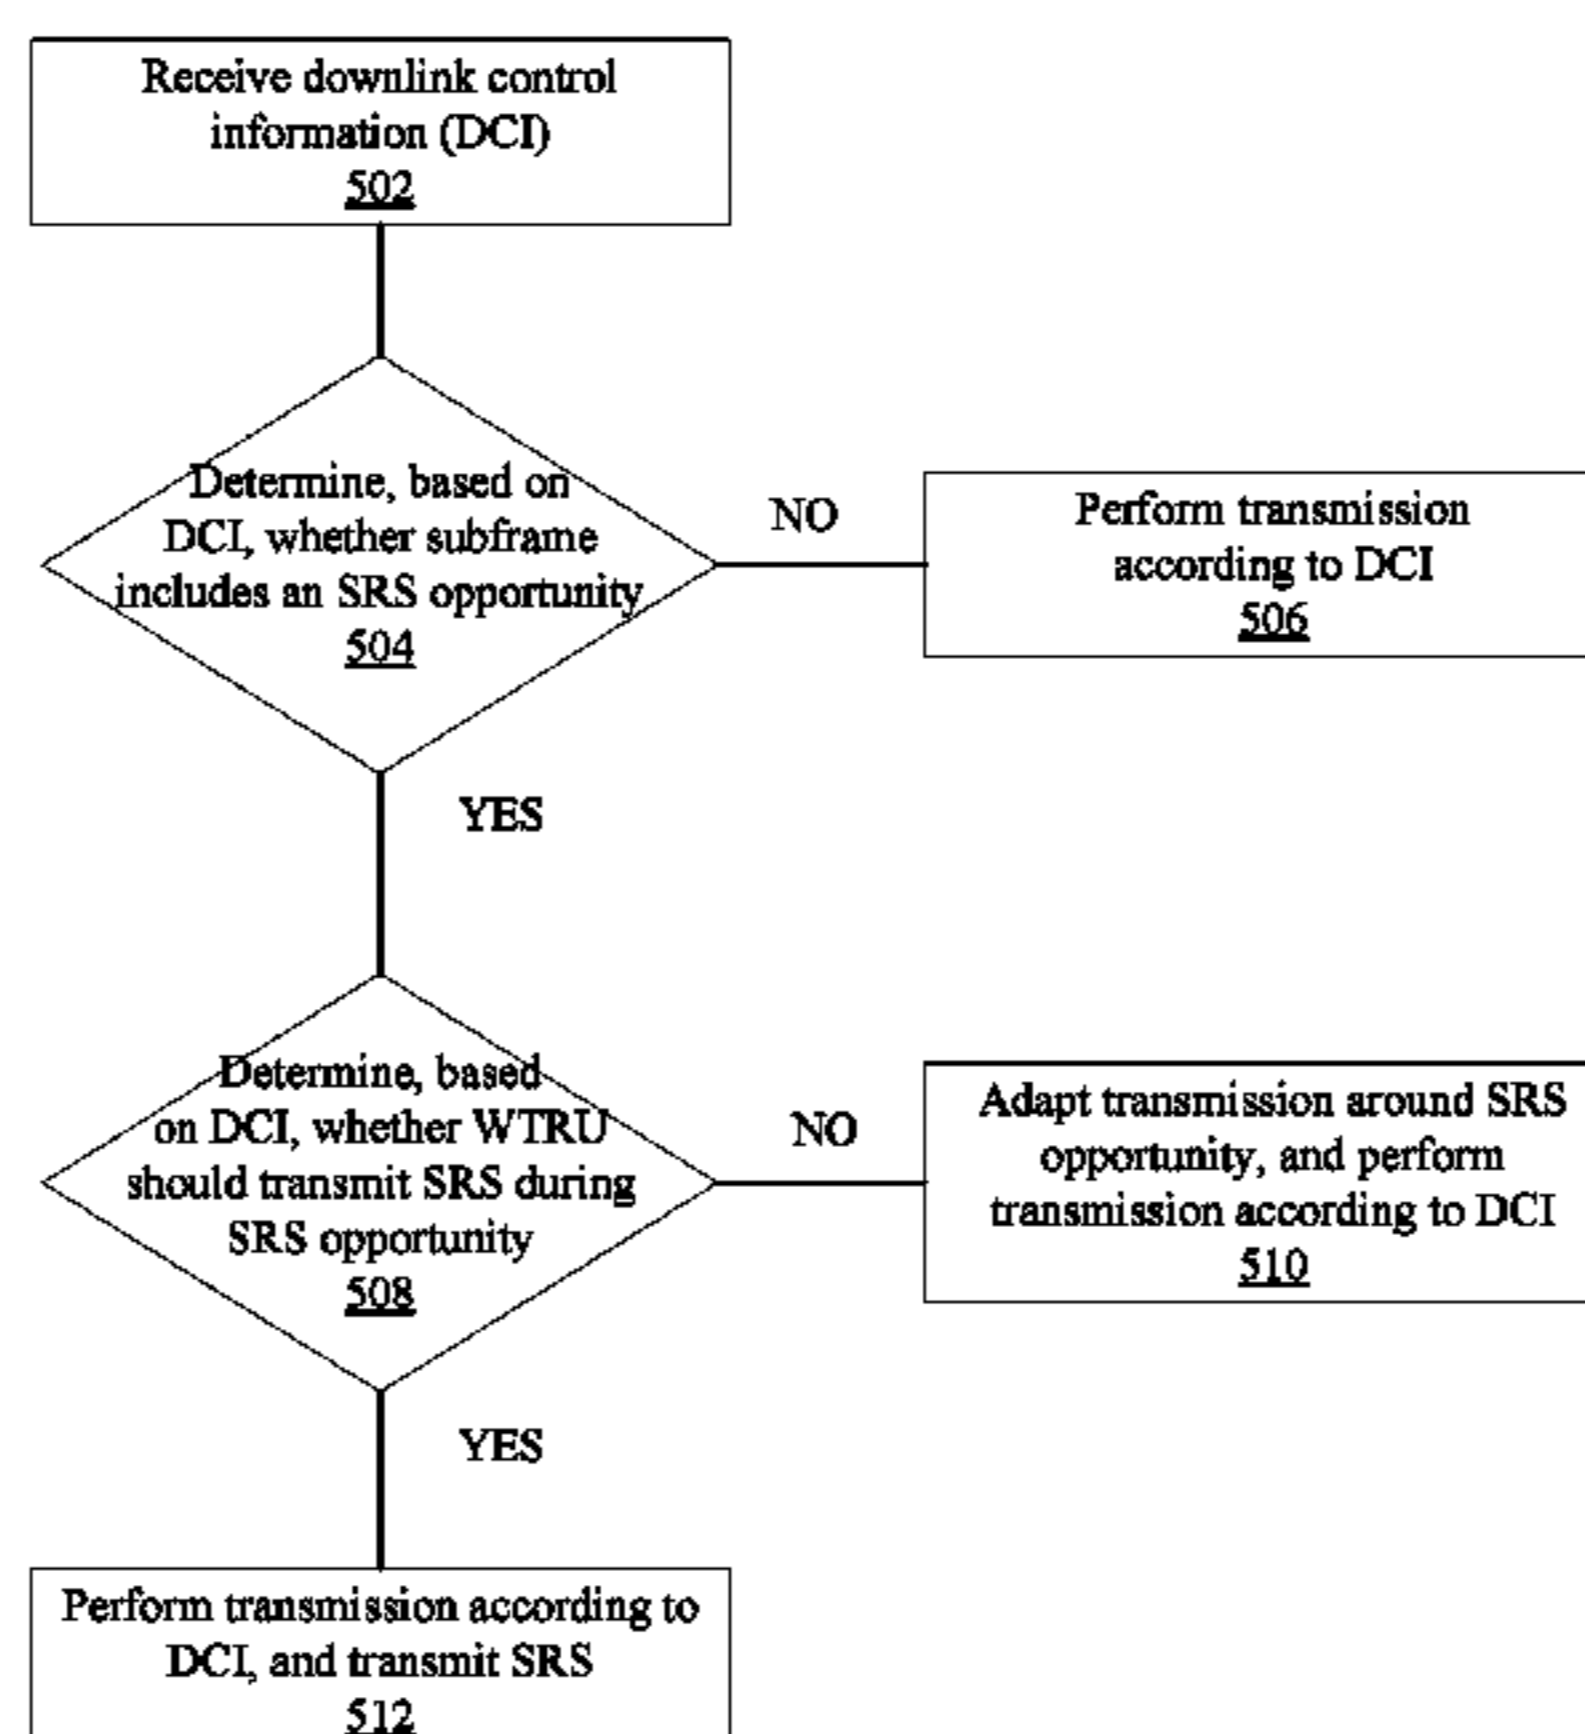 Receive downlink control
information (DCI)
502
Determine, based on
DCI, whether subframe
includes an SRS opportunity
504
NO
Perform transmission
according to DCI
506
YES
Determine, based
on DCI, whether WTRU
should transmit SRS during
SRS opportunity
508
NO
Adapt transmission around SRS
opportunity, and perform
transmission according to DCI
510
YES
Perform transmission according to
DCI, and transmit SRS
512